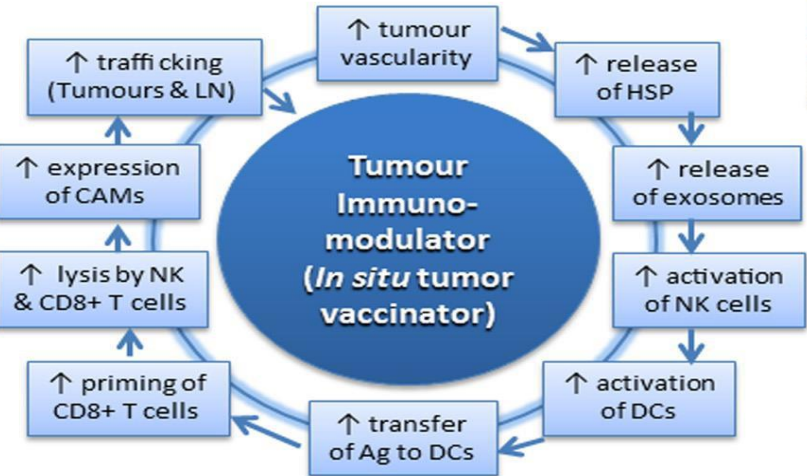 ↑ tumour
vascularity
↑ release
of HSP
↑ release
of exosomes
↑ activation
of NK cells
↑ activation
of DCs
↑ transfer
of Ag to DCs
↑ priming of
CD8+ T cells
↑ lysis by NK
& CD8+ T cells
↑ expression
of CAMs
↑ trafficking
(Tumours & LN)
Tumour
Immuno-
modulator
(In situ tumor
vaccinator)